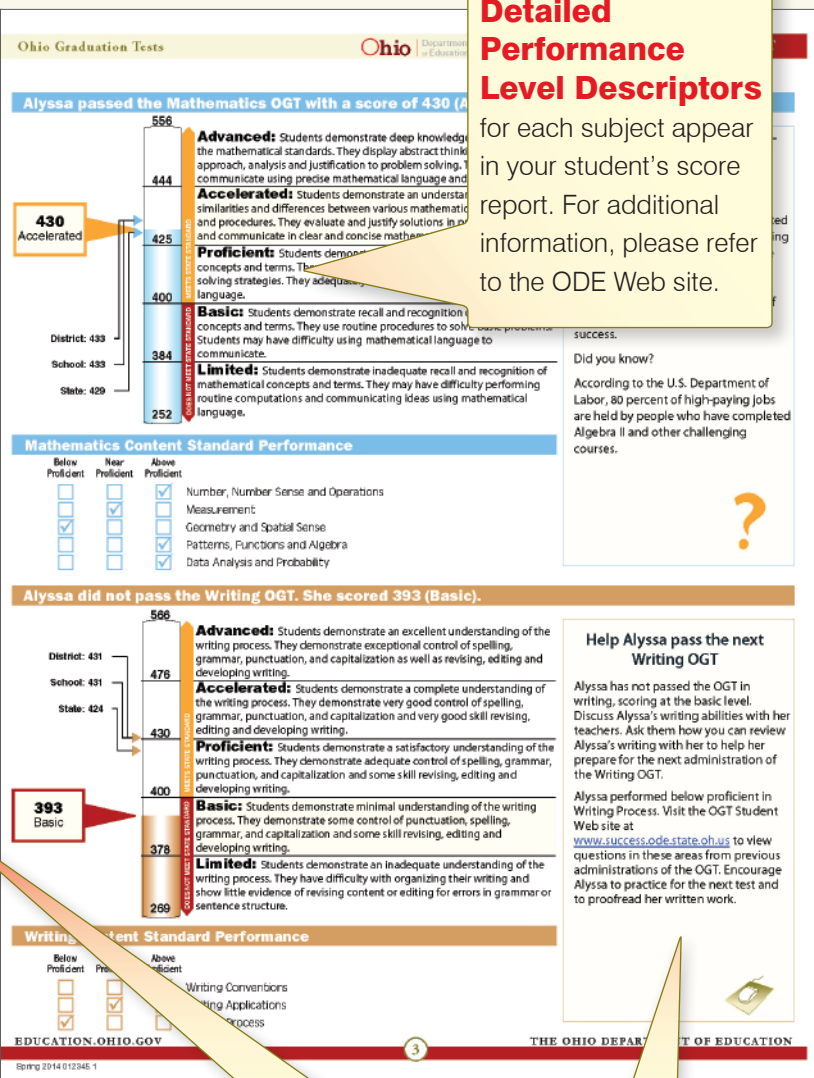 Detailed
Performance
Level Descriptors
for each subject appear
in your student's score
report. For additional
information, please refer
to the ODE Web site.
Ohio Graduation Tests
Ohio Department of Education
Alyssa passed the Mathematics OGT with a score of 430 (A
556
444
425
400
384
252
430
Accelerated
District: 433
School: 433
State: 429
MEETS STATE STANDARD
DOES NOT MEET STATE STANDARD
Advanced: Students demonstrate deep knowledge
the mathematical standards. They display abstract
approach, analysis and justification to problem solving.
communicate using precise mathematical language and
Accelerated: Students demonstrate an
similarities and differences between various
and procedures. They evaluate and justify solutions in
and communicate in clear and concise
Proficient: Students
concepts and terms.
solving strategies. They
language.
Basic: Students demonstrate recall and recognition
concepts and terms. They use routine procedures to solve basic problems.
Students may have difficulty using mathematical language to
communicate.
Limited: Students demonstrate inadequate recall and recognition of
mathematical concepts and terms. They may have difficulty performing
routine computations and communicating ideas using mathematical
language.
success.
Did you know?
According to the U.S. Department of
Labor, 80 percent of high-paying jobs
are held by people who have completed
Algebra II and other challenging
courses.
?
Mathematics Content Standard Performance
Below Proficient Near Proficient Above Proficient
Number, Number Sense and Operations
Measurement
Geometry and Spatial Sense
Patterns, Functions and Algebra
Data Analysis and Probability
Alyssa did not pass the Writing OGT. She scored 393 (Basic).
566
476
430
400
378
269
District: 431
School: 431
State: 424
393
Basic
MEETS STATE STANDARD
DOES NOT MEET STATE STANDARD
Advanced: Students demonstrate an excellent understanding of the
writing process. They demonstrate exceptional control of spelling,
grammar, punctuation, and capitalization as well as revising, editing and
developing writing.
Accelerated: Students demonstrate a complete understanding of
the writing process. They demonstrate very good control of spelling,
grammar, punctuation, and capitalization and very good skill revising,
editing and developing writing.
Proficient: Students demonstrate a satisfactory understanding of the
writing process. They demonstrate adequate control of spelling, grammar,
punctuation, and capitalization and some skill revising, editing and
developing writing.
Basic: Students demonstrate minimal understanding of the writing
process. They demonstrate some control of punctuation, spelling,
grammar, and capitalization and some skill revising, editing and
developing writing.
Limited: Students demonstrate an inadequate understanding of the
writing process. They have difficulty with organizing their writing and
show little evidence of revising content or editing for errors in grammar or
sentence structure.
Help Alyssa pass the next
Writing OGT
Alyssa has not passed the OGT in
writing, scoring at the basic level.
Discuss Alyssa's writing abilities with her
teachers. Ask them how you can review
Alyssa's writing with her to help her
prepare for the next administration of
the Writing OGT.
Alyssa performed below proficient in
Writing Process. Visit the OGT Student
Web site at
www.success.ode.state.oh.us to view
questions in these areas from previous
administrations of the OGT. Encourage
Alyssa to practice for the next test and
to proofread her written work.
Writing Content Standard Performance
Below Proficient Above
Writing Conventions
Writing Applications
Process
EDUCATION.OHIO.GOV
3
THE OHIO DEPARTMENT OF EDUCATION
Spring 2014 012345.1